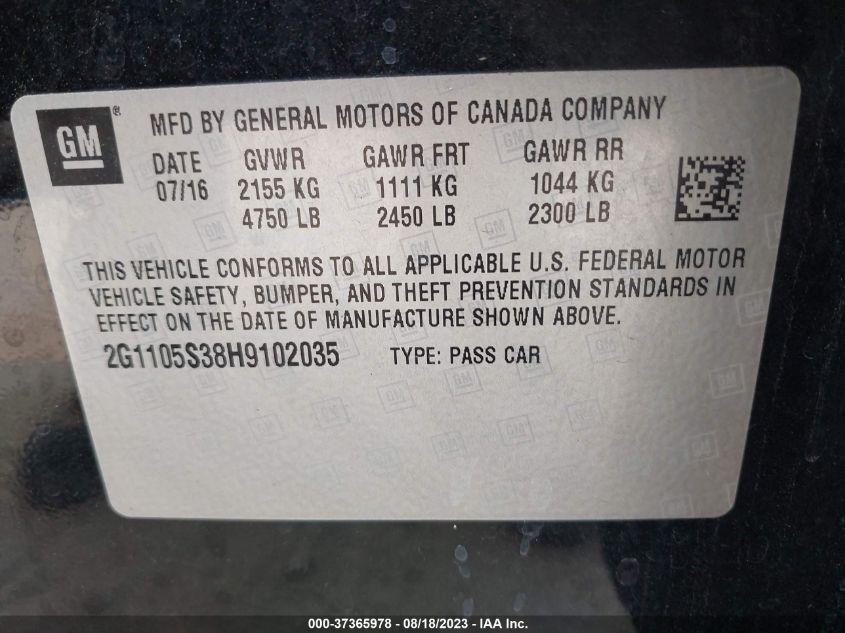 GM ® MFD BY GENERAL MOTORS OF CANADA COMPANY
DATE GVWR GAWR FRT GAWR RR
07/16 2155 KG 1111 KG 1044 KG
4750 LB 2450 LB 2300 LB
THIS VEHICLE CONFORMS TO ALL APPLICABLE U.S. FEDERAL MOTOR
VEHICLE SAFETY, BUMPER, AND THEFT PREVENTION STANDARDS IN
EFFECT ON THE DATE OF MANUFACTURE SHOWN ABOVE.
2G1105S38H9102035 TYPE: PASS CAR
000-37365978 - 08/18/2023 - IAA Inc.